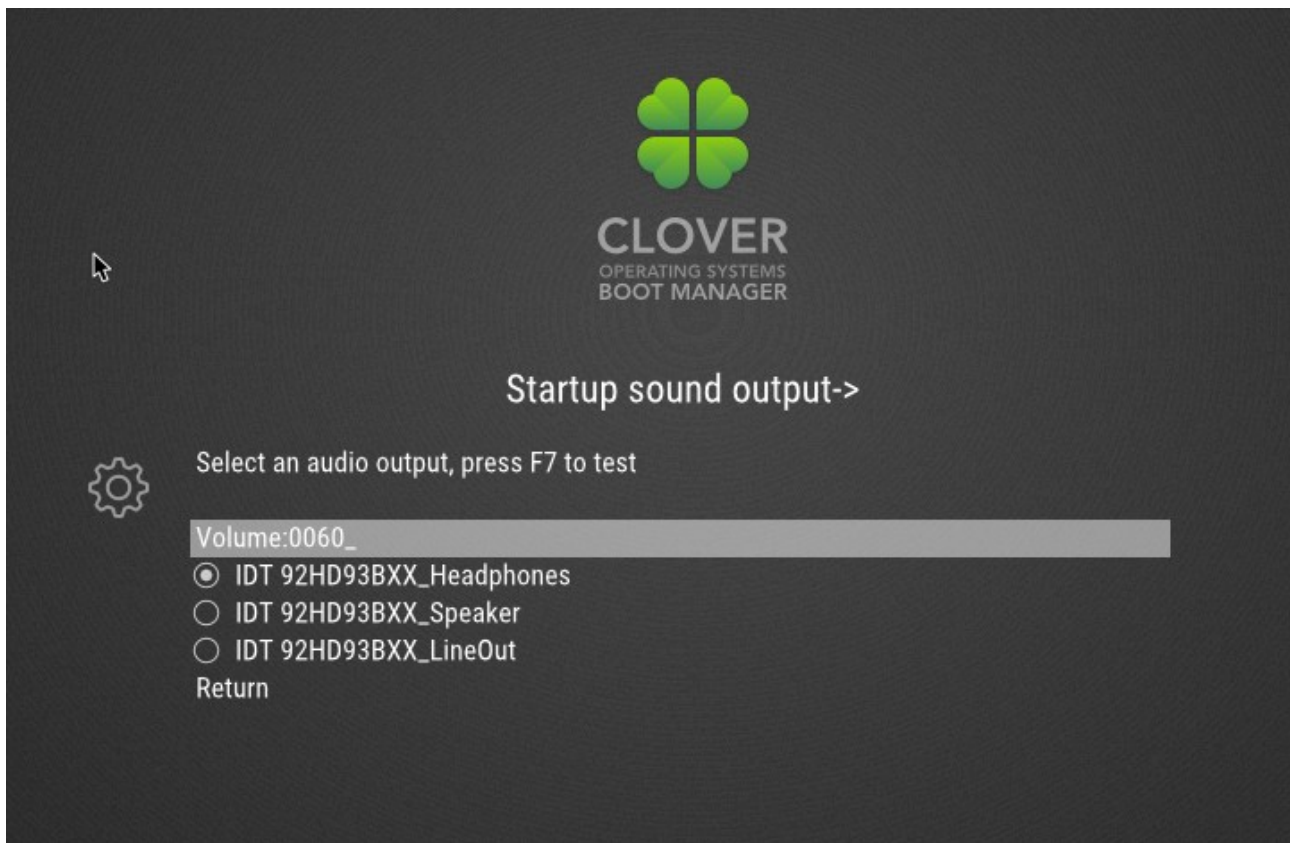 CLOVER
OPERATING SYSTEMS
BOOT MANAGER
Startup sound output->
Select an audio output, press F7 to test
Volume:0060_
IDT 92HD93BXX_Headphones
IDT 92HD93BXX_Speaker
IDT 92HD93BXX_LineOut
Return